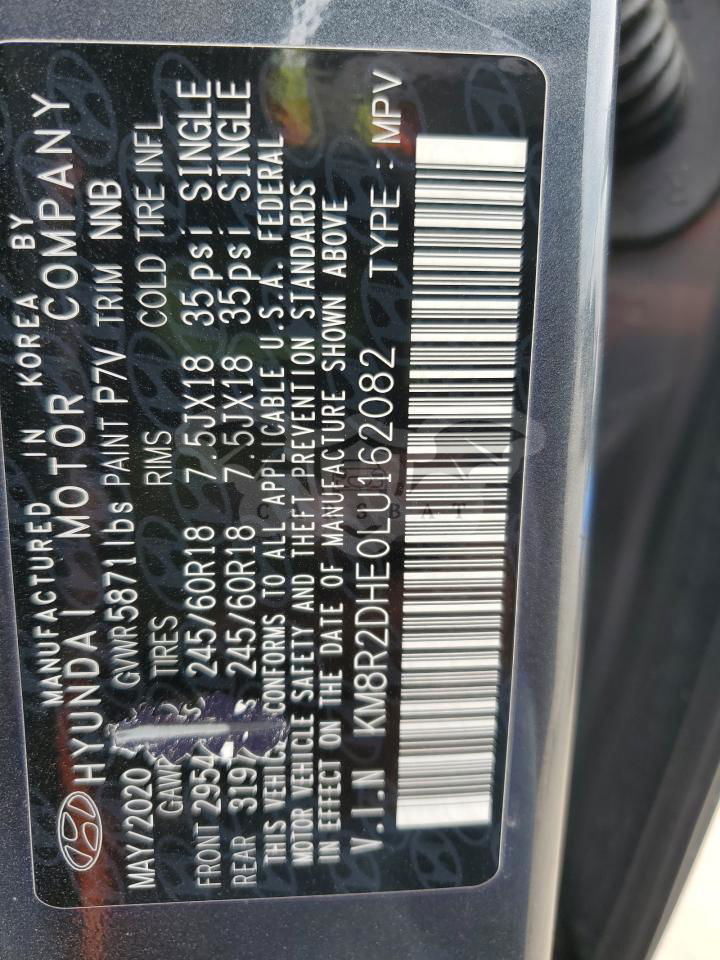 MANUFACTURED IN KOREA BY
HYUNDAI MOTOR COMPANY
MAY/2020 GVWR 5871lbs PAINT P7V TRIM NNB
TIRES RIMS COLD TIRE INFL
FRONT 2954 245/60R18 7.5JX18 35psi SINGLE
REAR 245/60R18 7.5JX18 35psi SINGLE
THIS CONFORMS TO ALL APPLICABLE U.S.A. FEDERAL
MOTOR VEHICLE SAFETY AND THEFT PREVENTION STANDARDS
IN EFFECT ON THE DATE OF MANUFACTURE SHOWN ABOVE
V.I.N KM8R2DHE0LU162082 TYPE : MPV